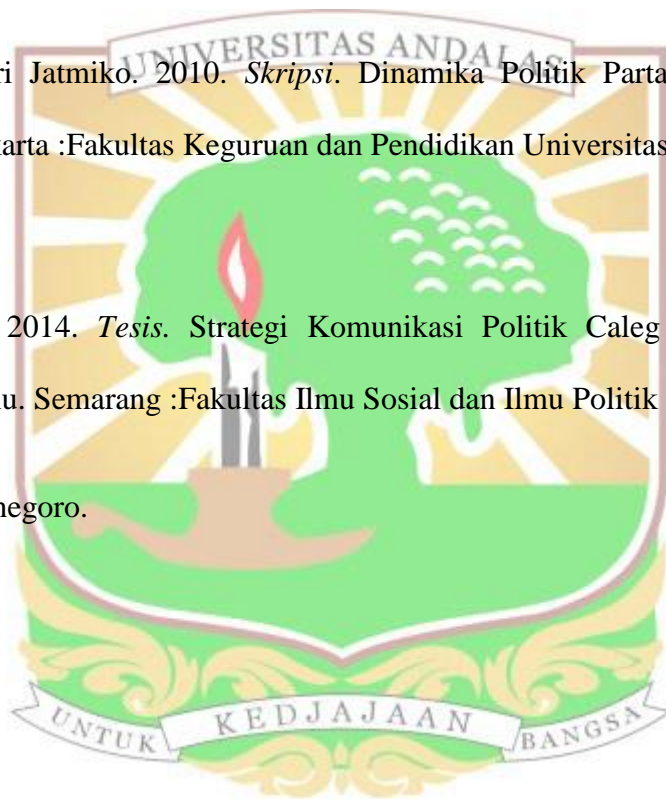 UNIVERSITAS ANDALAS
ri Jatmiko. 2010. Skripsi. Dinamika Politik Parta
karta :Fakultas Keguruan dan Pendidikan Universitas
2014. Tesis. Strategi Komunikasi Politik Caleg
u. Semarang :Fakultas Ilmu Sosial dan Ilmu Politik
negoro.
UNTUK KEDJAJAAN BANGSA